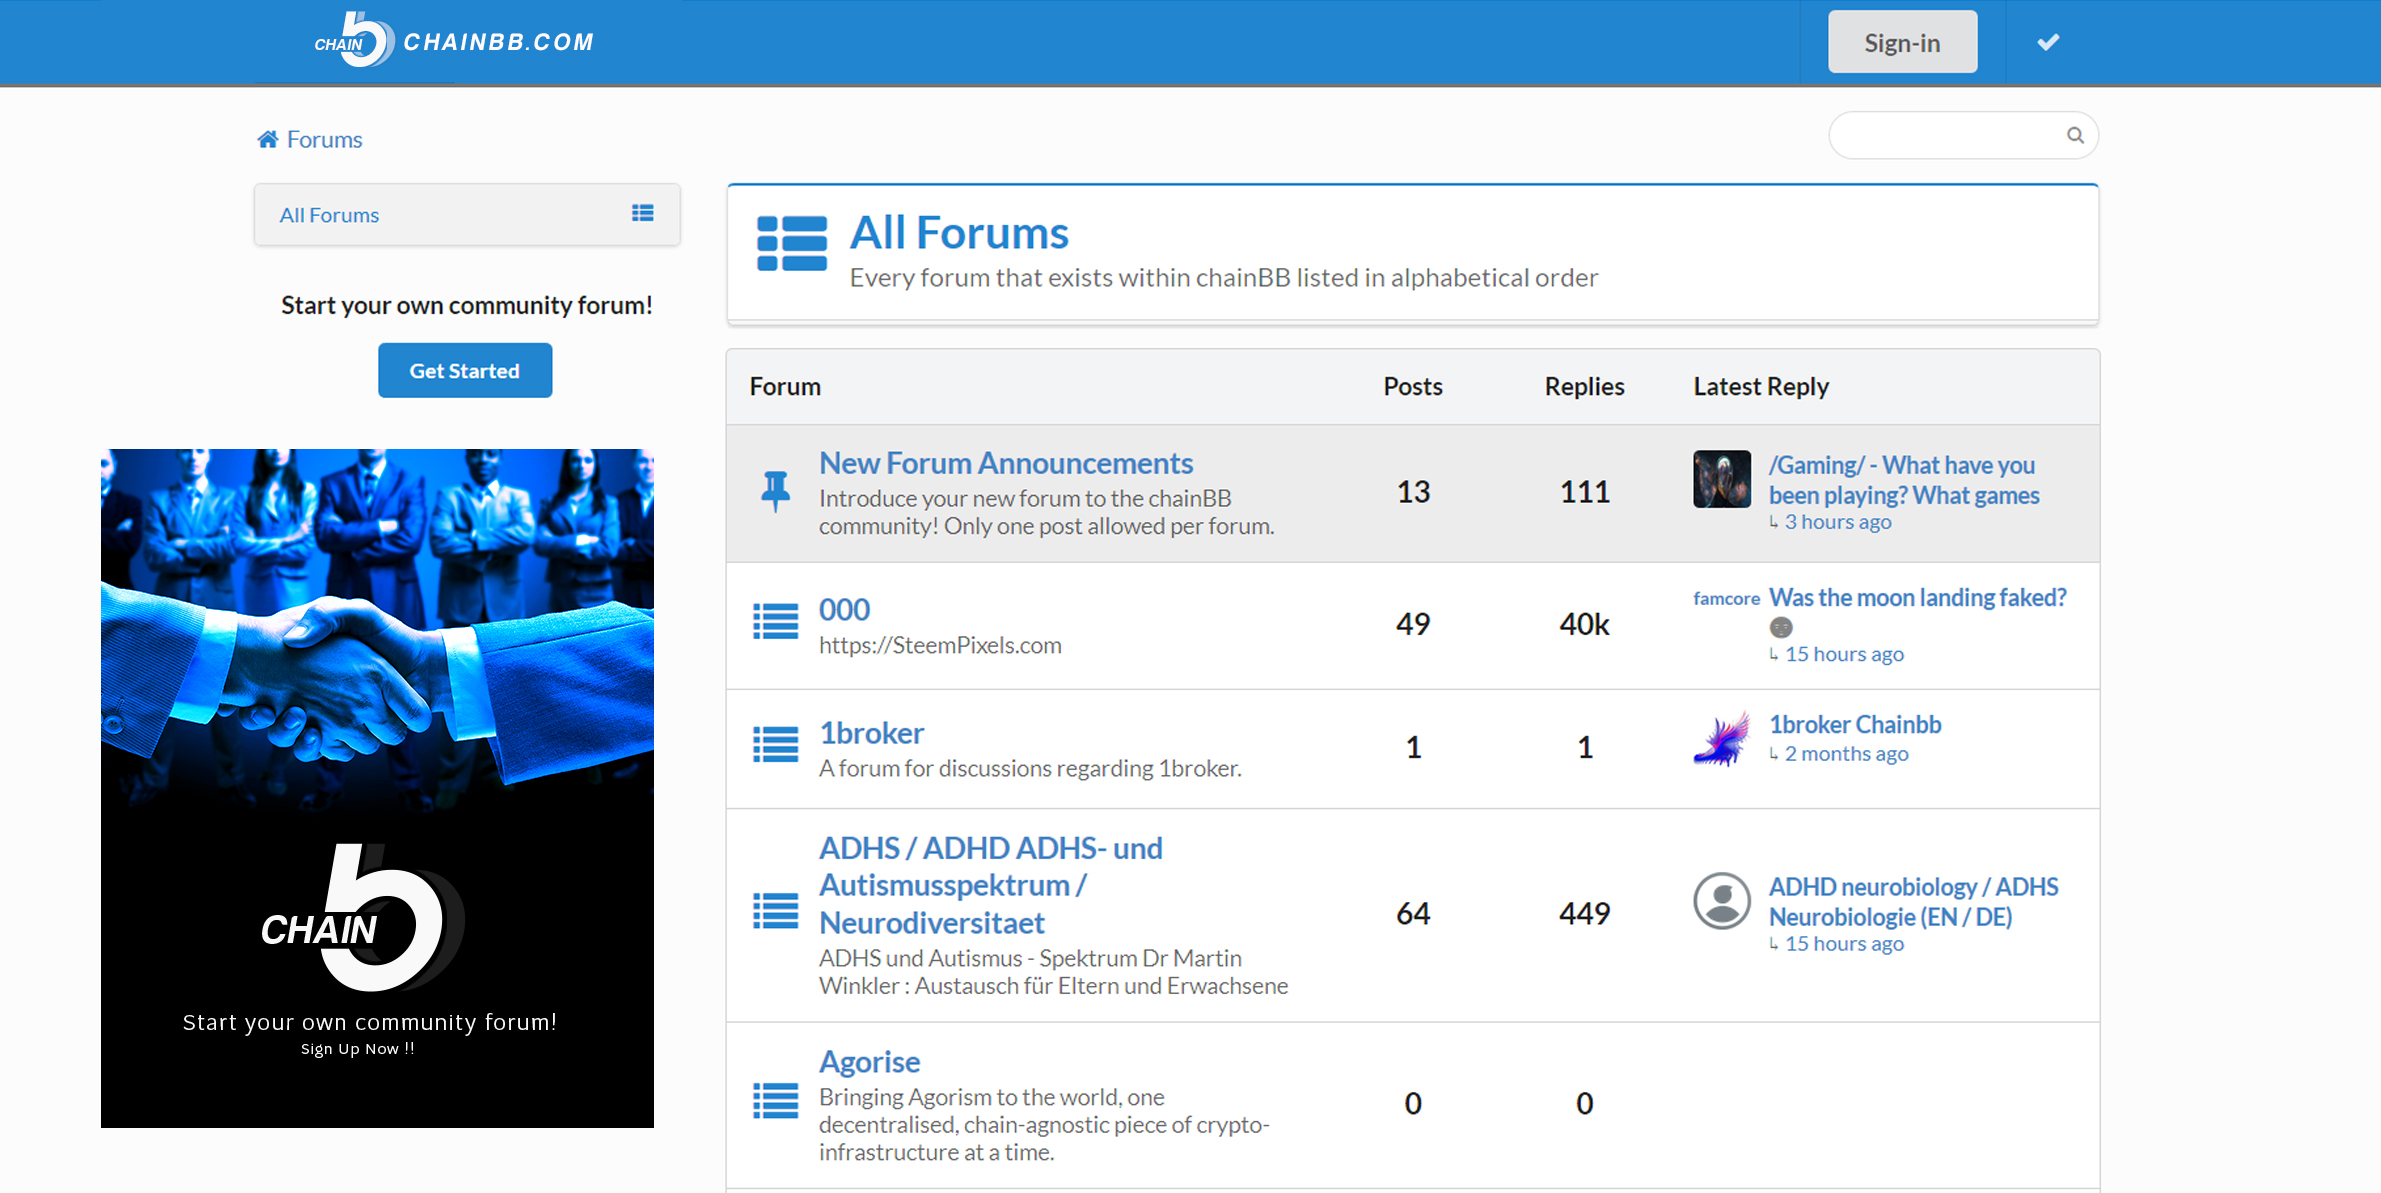 CHAIN CHAINBB.COM
Sign-in
Forums
All Forums
Start your own community forum!
Get Started
CHAIN
Start your own community forum!
Sign Up Now !!
All Forums
Every forum that exists within chainBB listed in alphabetical order
Forum Posts Replies Latest Reply
New Forum Announcements
Introduce your new forum to the chainBB
community! Only one post allowed per forum.
13 111
/Gaming/ - What have you
been playing? What games
↳ 3 hours ago
000
https://SteemPixels.com
49 40k
famcore Was the moon landing faked?
🌚
↳ 15 hours ago
1broker
A forum for discussions regarding 1broker.
1 1
1broker Chainbb
↳ 2 months ago
ADHS / ADHD ADHS- und
Autismusspektrum /
Neurodiversitaet
ADHS und Autismus - Spektrum Dr Martin
Winkler : Austausch für Eltern und Erwachsene
64 449
ADHD neurobiology / ADHS
Neurobiologie (EN / DE)
↳ 15 hours ago
Agorise
Bringing Agorism to the world, one
decentralised, chain-agnostic piece of crypto-
infrastructure at a time.
0 0